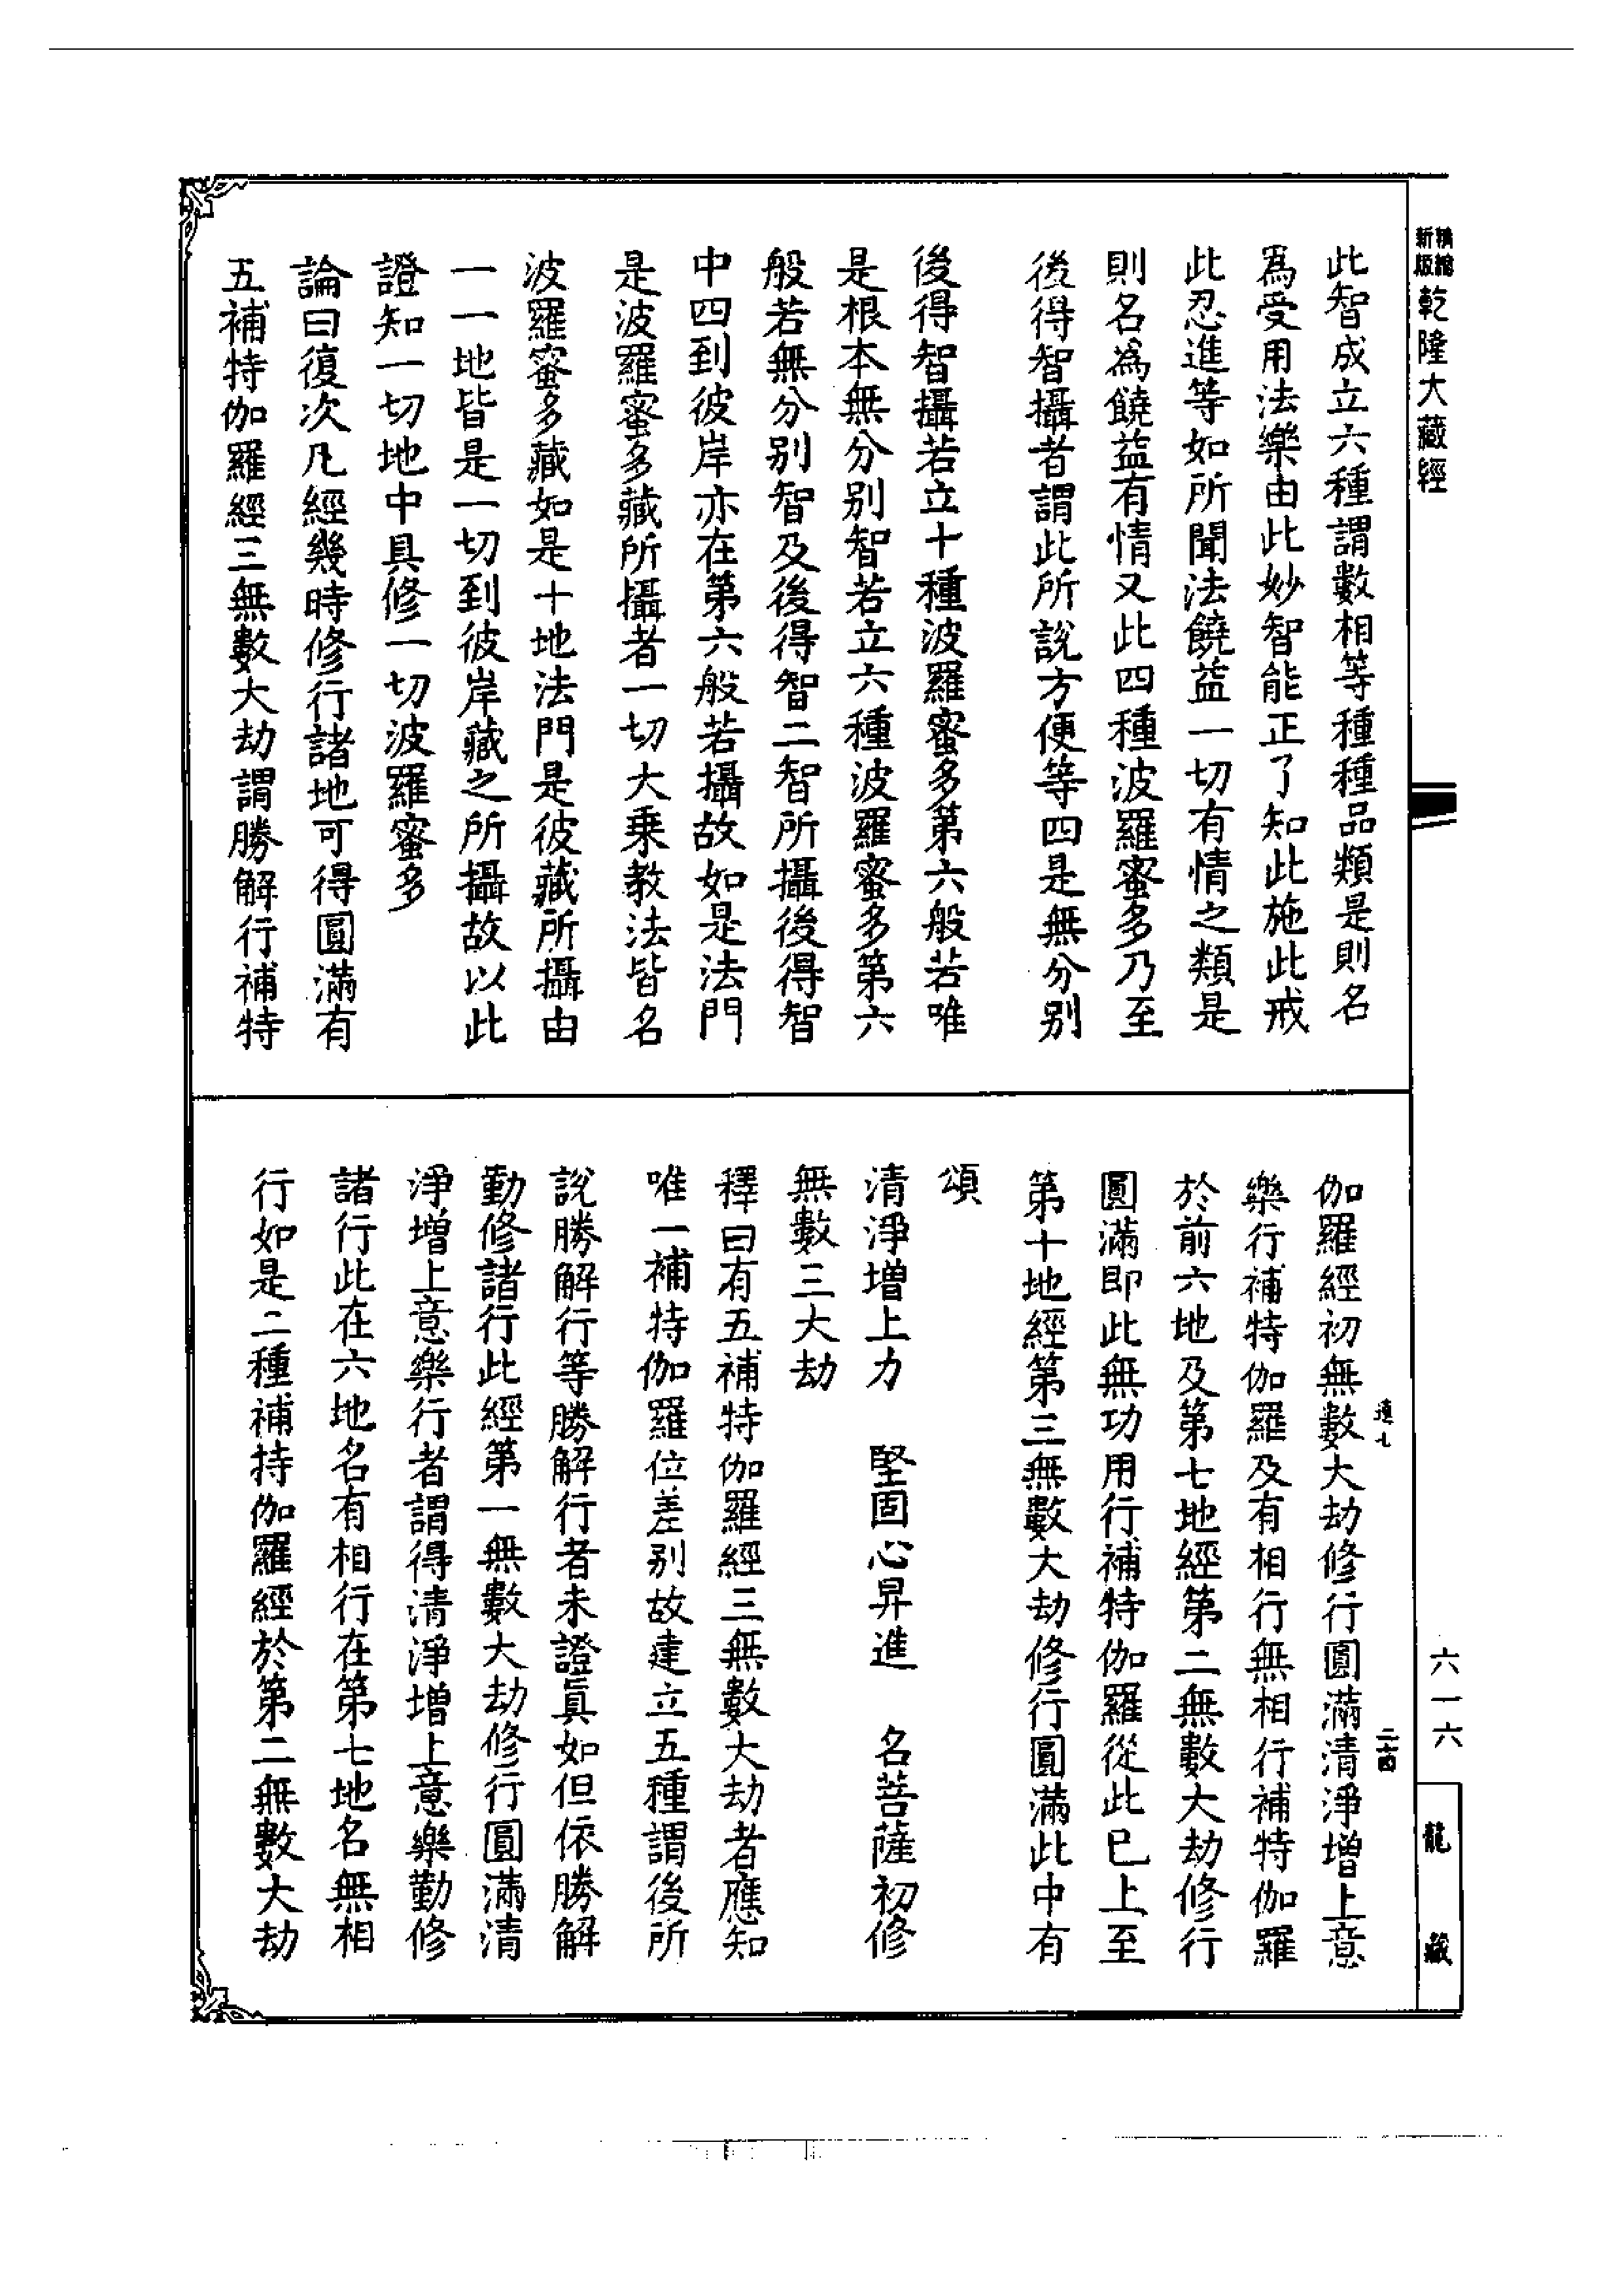 精縮
新版
乾隆大藏經
此智成立六種謂數相等種種品類是則名
爲受用法樂由此妙智能正了知此施此戒
此忍進等如所聞法饒益一切有情之類是
則名爲饒益有情又此四種波羅蜜多乃至
後得智攝者謂此所說方便等四是無分別
後得智攝若立十種波羅蜜多第六般若唯
是根本無分別智若立六種波羅蜜多第六
般若無分別智及後得智二智所攝後得智
中四到彼岸亦在第六般若攝故如是法門
是波羅蜜多藏所攝者一切大乘教法皆名
波羅蜜多藏如是十地法門是彼藏所攝由
一一地皆是一切到彼岸藏之所攝故以此
證知一切地中具修一切波羅蜜多
論曰復次凡經幾時修行諸地可得圓滿有
五補特伽羅經三無數大劫謂勝解行補特
伽羅經初無數大劫修行圓滿清淨增上意
樂行補特伽羅及有相行無相行補特伽羅
於前六地及第七地經第二無數大劫修行
圓滿即此無功用行補特伽羅從此已上至
第十地經第三無數大劫修行圓滿此中有
頌
清淨增上力 堅固心昇進 名菩薩初修
無數三大劫
釋曰有五補特伽羅經三無數大劫者應知
唯一補特伽羅位差別故建立五種謂後所
說勝解行等勝解行者未證眞如但依勝解
勤修諸行此經第一無數大劫修行圓滿清
淨增上意樂行者謂得清淨增上意樂勤修
諸行此在六地名有相行在第七地名無相
行如是二種補特伽羅經於第二無數大劫
二十四
六一六
龍藏